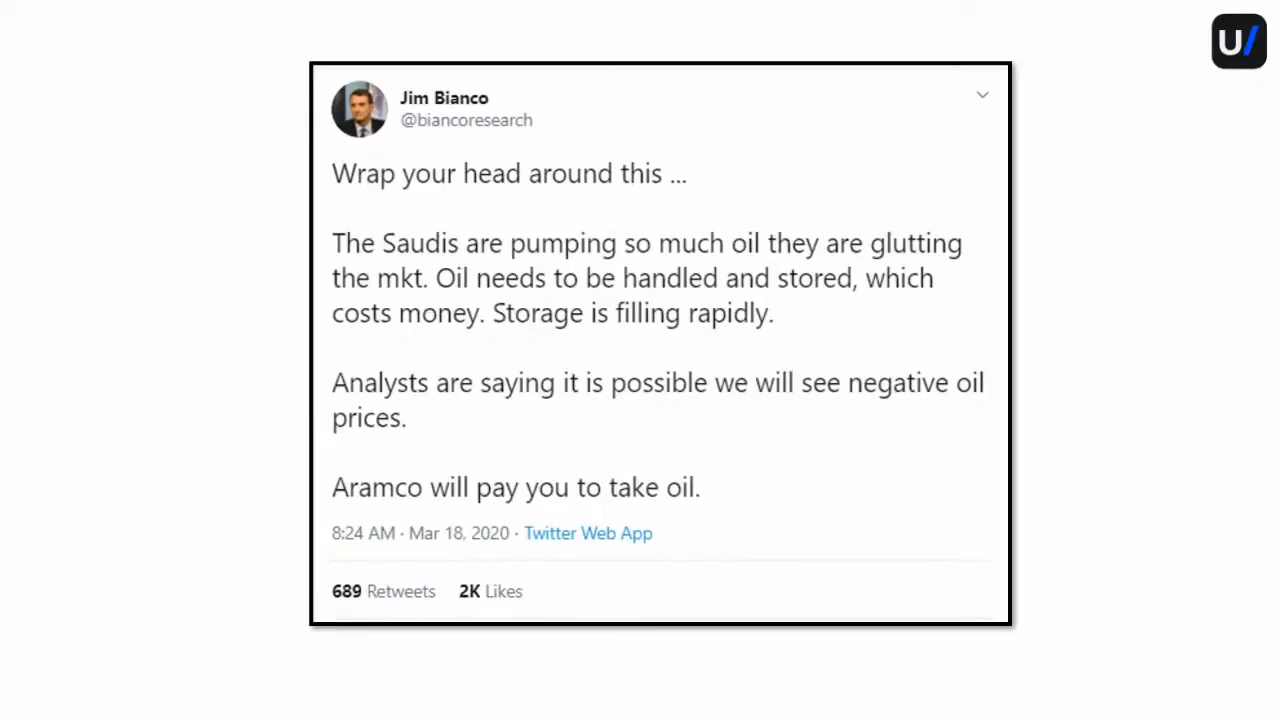 U/
Jim Bianco
@biancoresearch
Wrap your head around this ...
The Saudis are pumping so much oil they are glutting
the mkt. Oil needs to be handled and stored, which
costs money. Storage is filling rapidly.
Analysts are saying it is possible we will see negative oil
prices.
Aramco will pay you to take oil.
8:24 AM · Mar 18, 2020 · Twitter Web App
689 Retweets 2K Likes